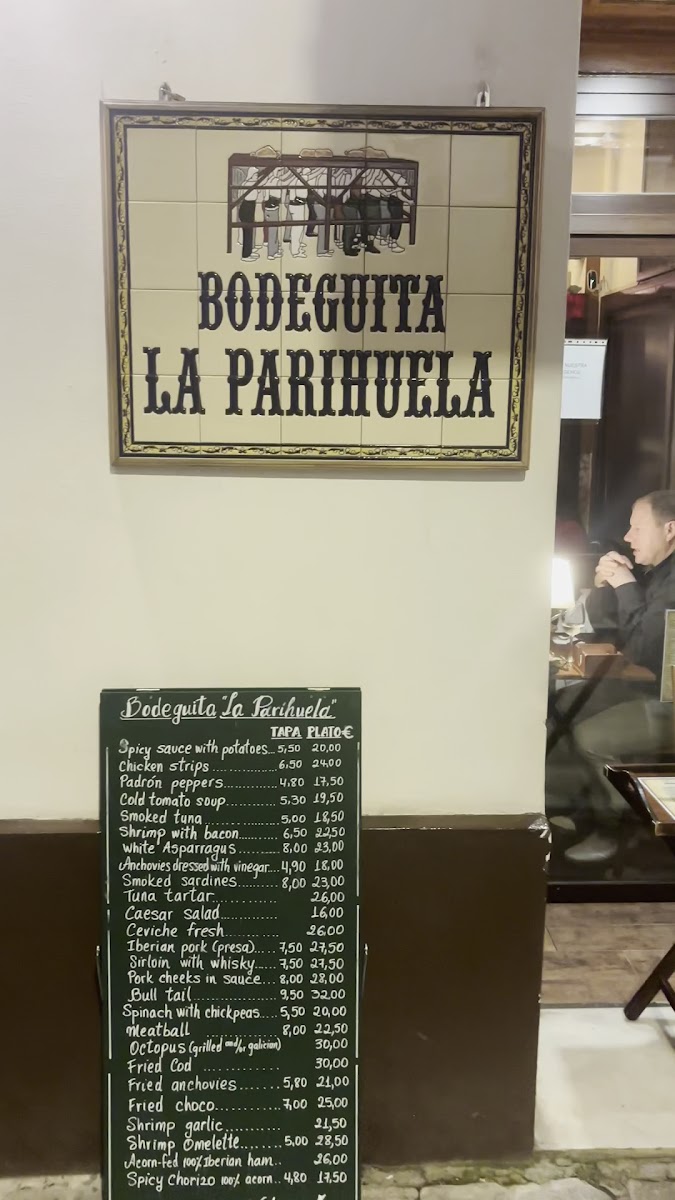 BODEGUITA
LA PARIHUELA
Bodeguita "La Parihuela"
TAPA PLATO€
Spicy sauce with potatoes... 5,50 20,00
Chicken strips ................ 6,50 24,00
Padrón peppers......... 4,80 17,50
Cold tomato soup............ 5,30 19,50
Smoked tuna ............... 5,00 18,50
Shrimp with bacon........ 6,50 22,50
White Asparragus......... 8,00 23,00
Anchovies dressed with vinegar... 4,90 18,00
Smoked sardines.......... 8,00 23,00
Tuna tartar............. 26,00
Caesar salad............ 16,00
Ceviche fresh........... 26,00
Iberian pork (presa).... 7,50 27,50
Sirloin with whisky..... 7,50 27,50
Pork cheeks in sauce... 8,00 28,00
Bull tail............... 9,50 32,00
Spinach with chickpeas.... 5,50 20,00
Meatball ............. 8,00 22,50
Octopus (grilled and/or galician) 30,00
Fried Cod ............. 30,00
Fried anchovies....... 5,80 21,00
Fried choco............ 7,00 25,00
Shrimp garlic.......... 21,50
Shrimp omelette........ 5,00 28,50
Acorn-fed 100% Iberian ham... 26,00
Spicy Chorizo 100% acorn.. 4,80 17,50